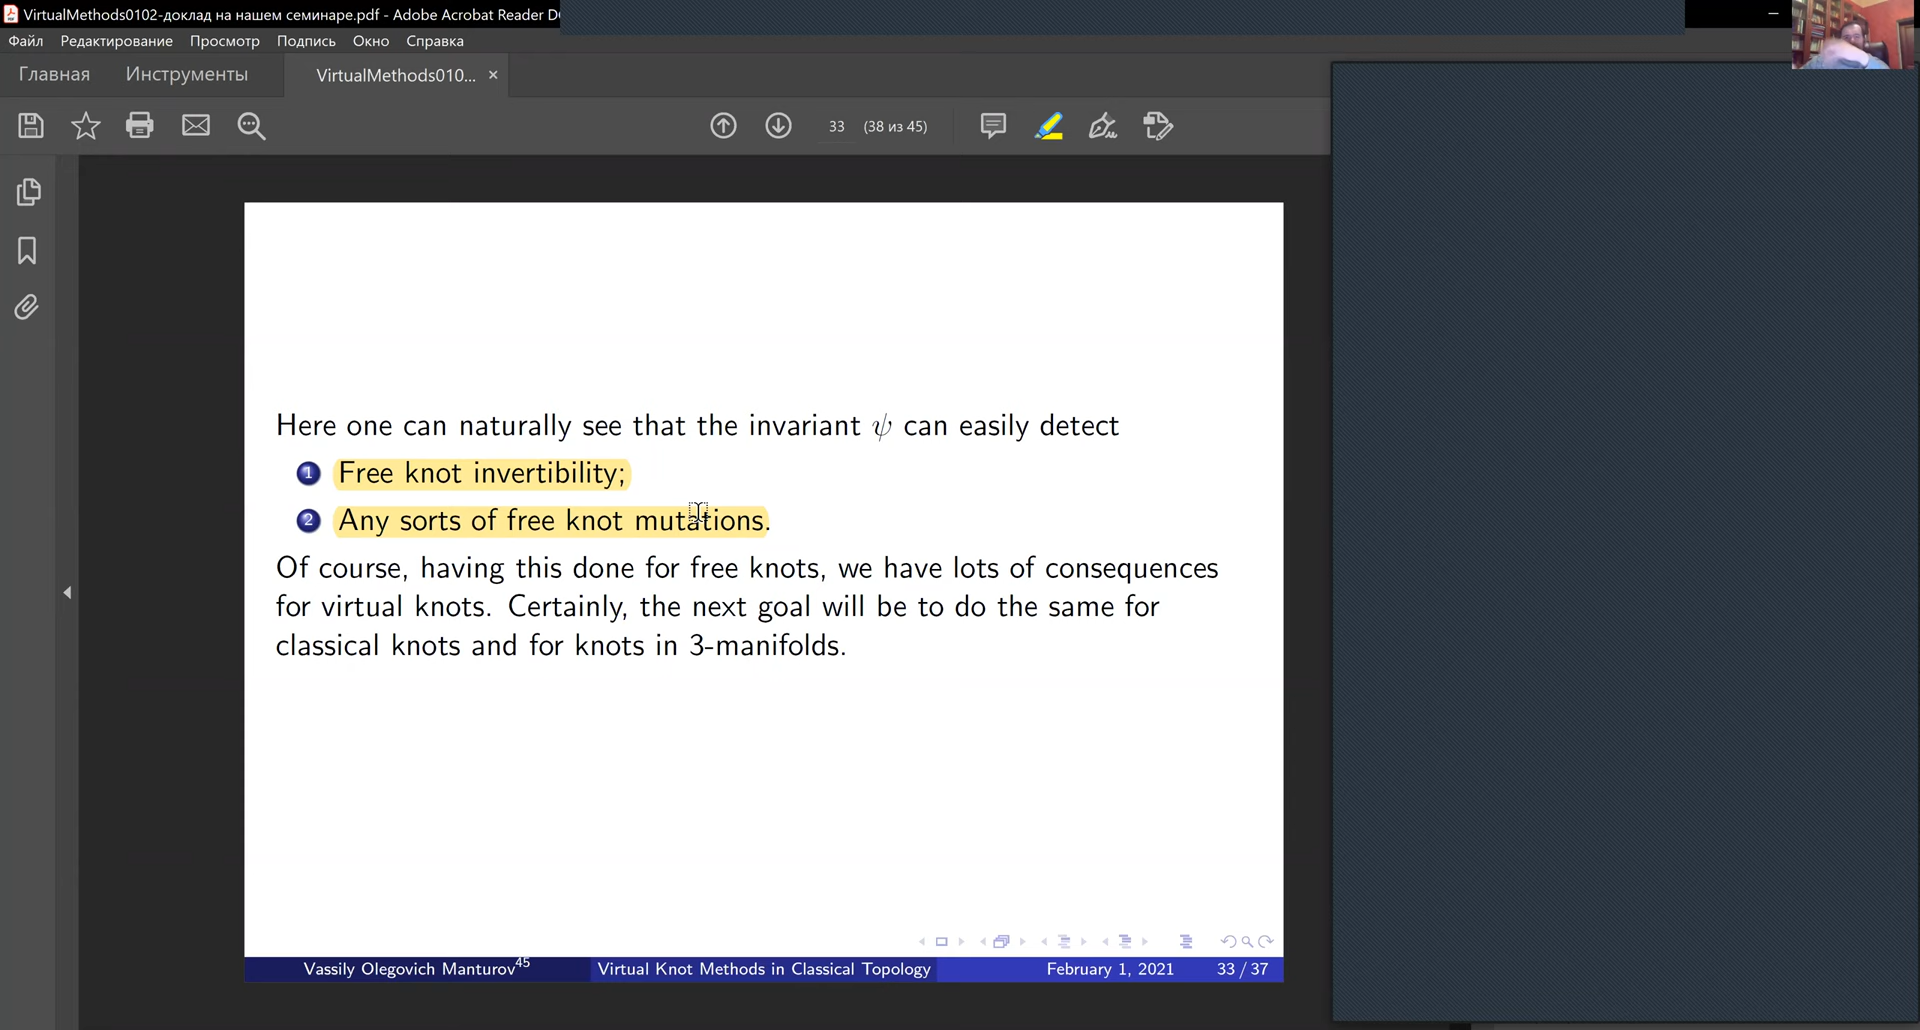 VirtualMethods0102-доклад на нашем семинаре.pdf - Adobe Acrobat Reader D
Файл Редактирование Просмотр Подпись Окно Справка
Главная Инструменты VirtualMethods010... ×
33 (38 из 45)
Here one can naturally see that the invariant ψ can easily detect
1 Free knot invertibility;
2 Any sorts of free knot mutations.
Of course, having this done for free knots, we have lots of consequences
for virtual knots. Certainly, the next goal will be to do the same for
classical knots and for knots in 3-manifolds.
Vassily Olegovich Manturov45 Virtual Knot Methods in Classical Topology February 1, 2021 33 / 37